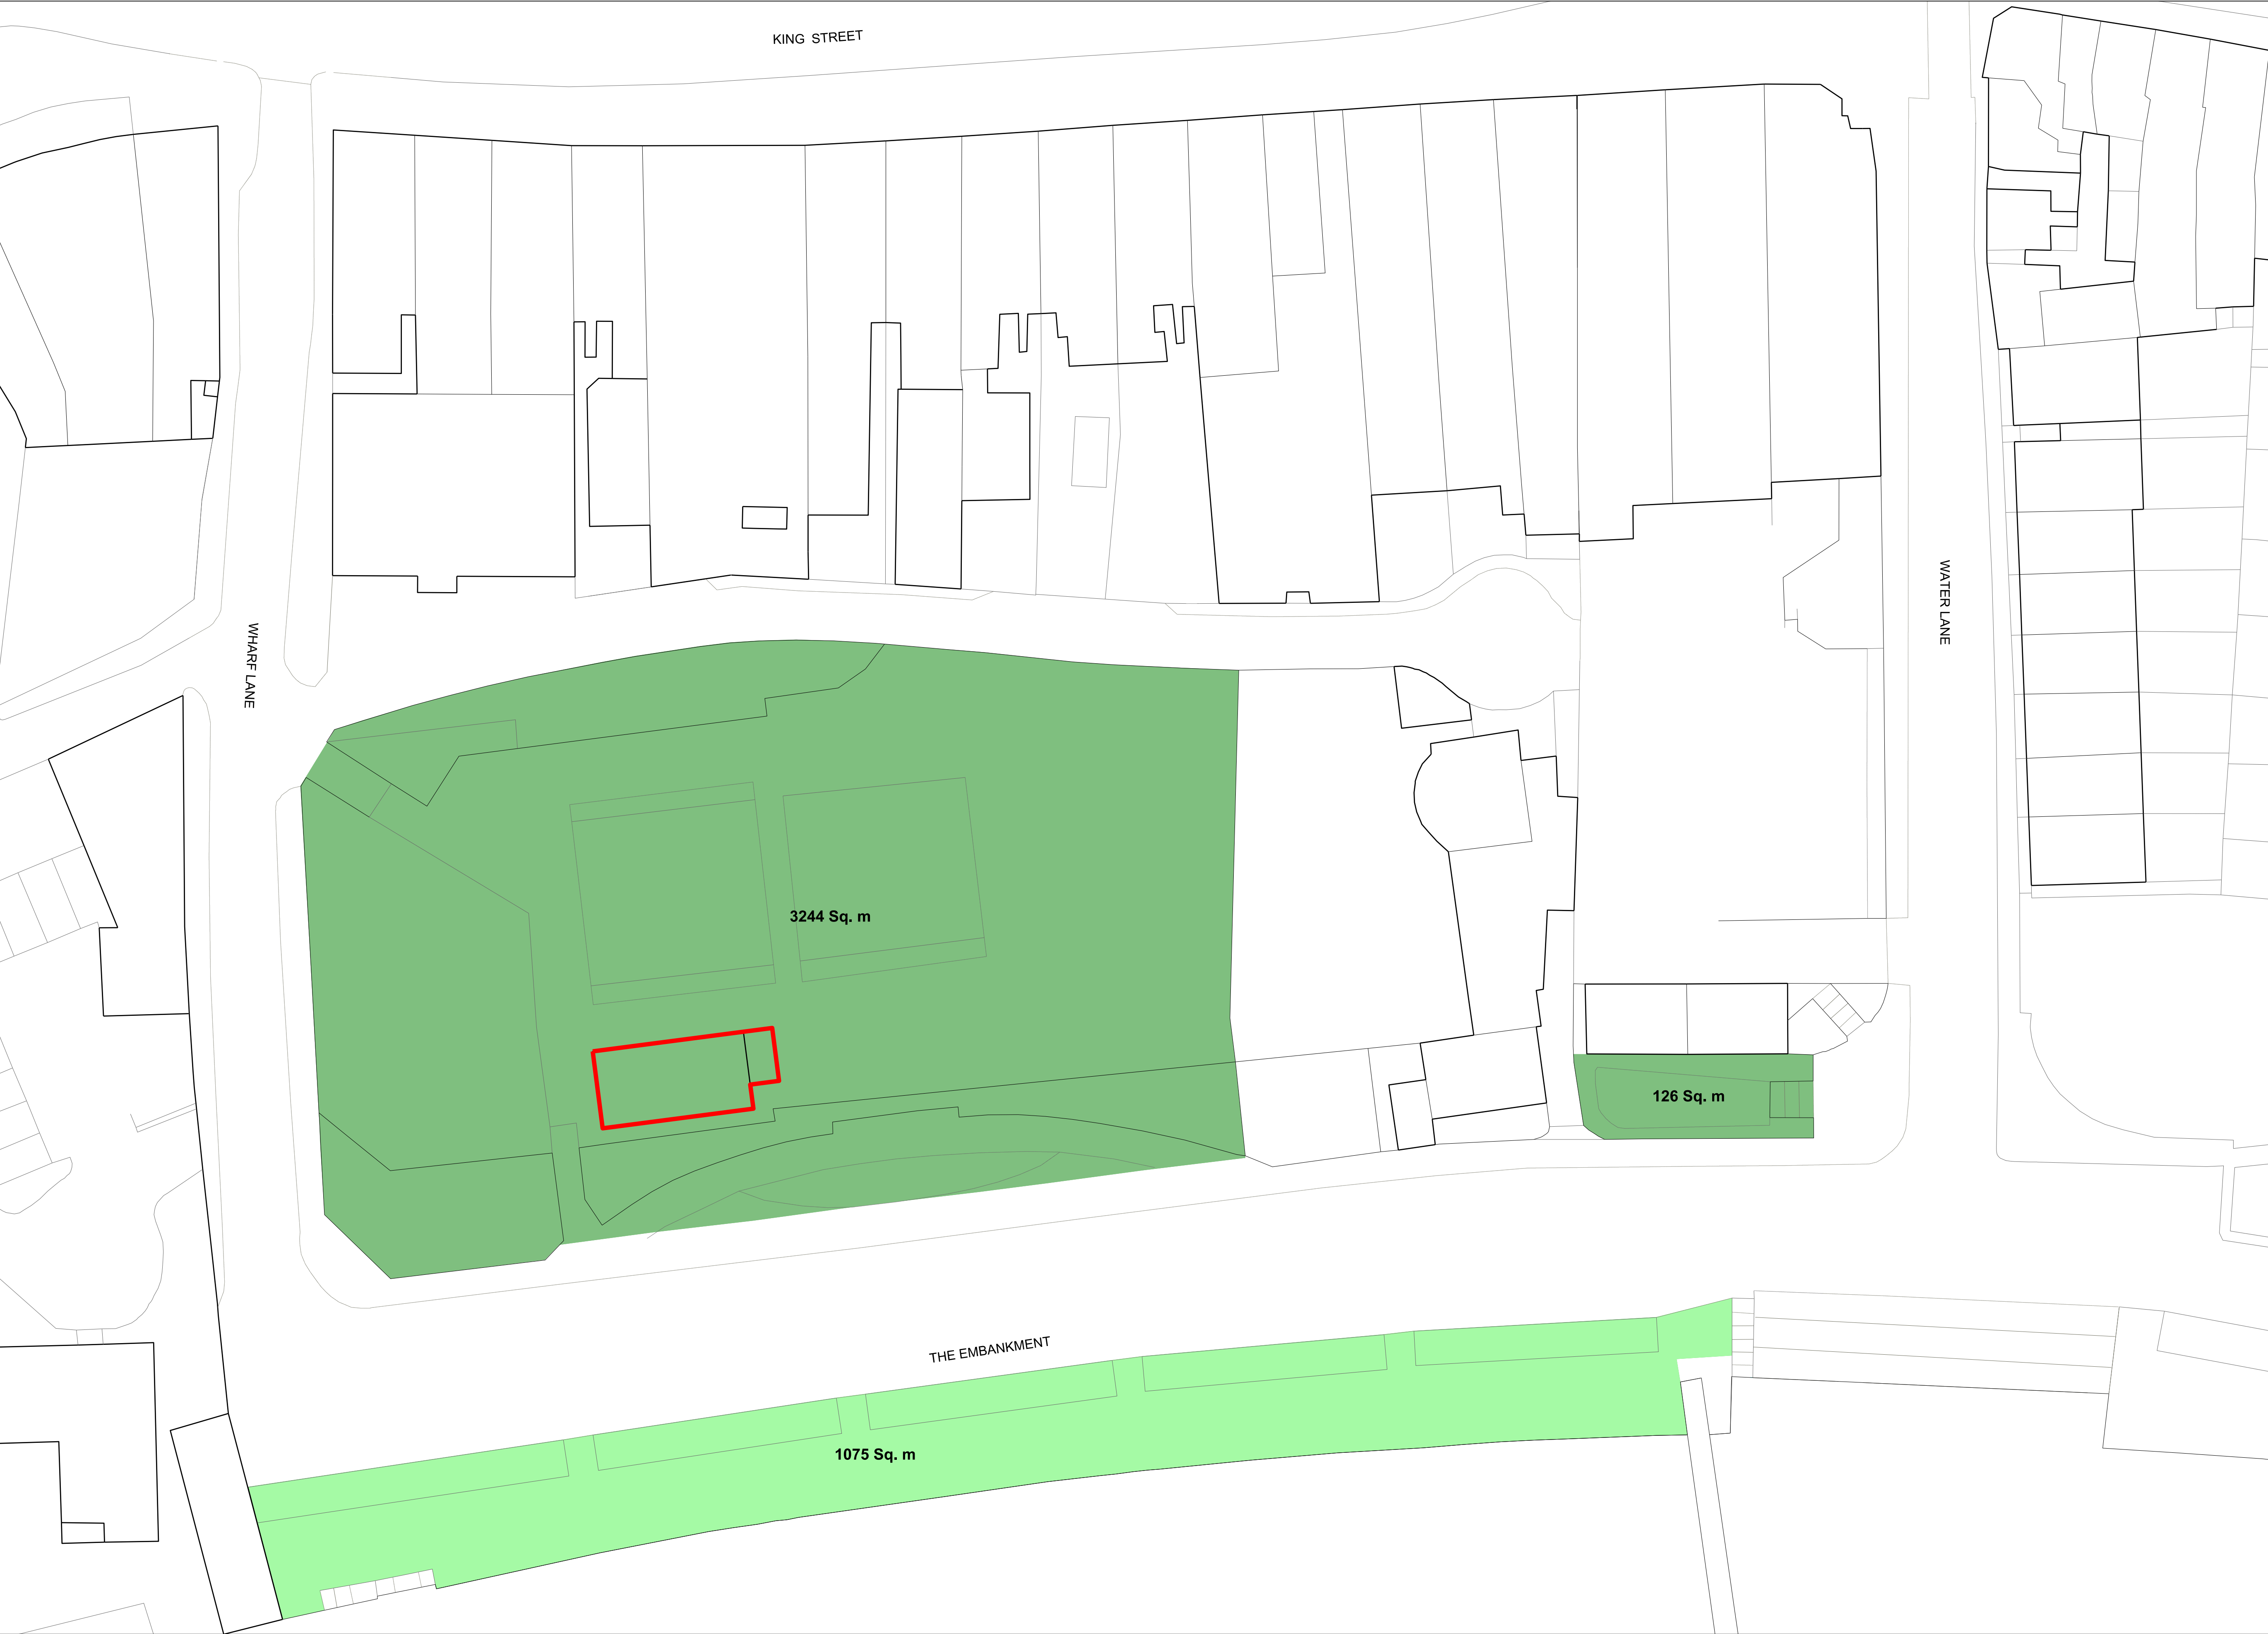 KING STREET
WHARF LANE
WATER LANE
3244 Sq. m
126 Sq. m
THE EMBANKMENT
1075 Sq. m